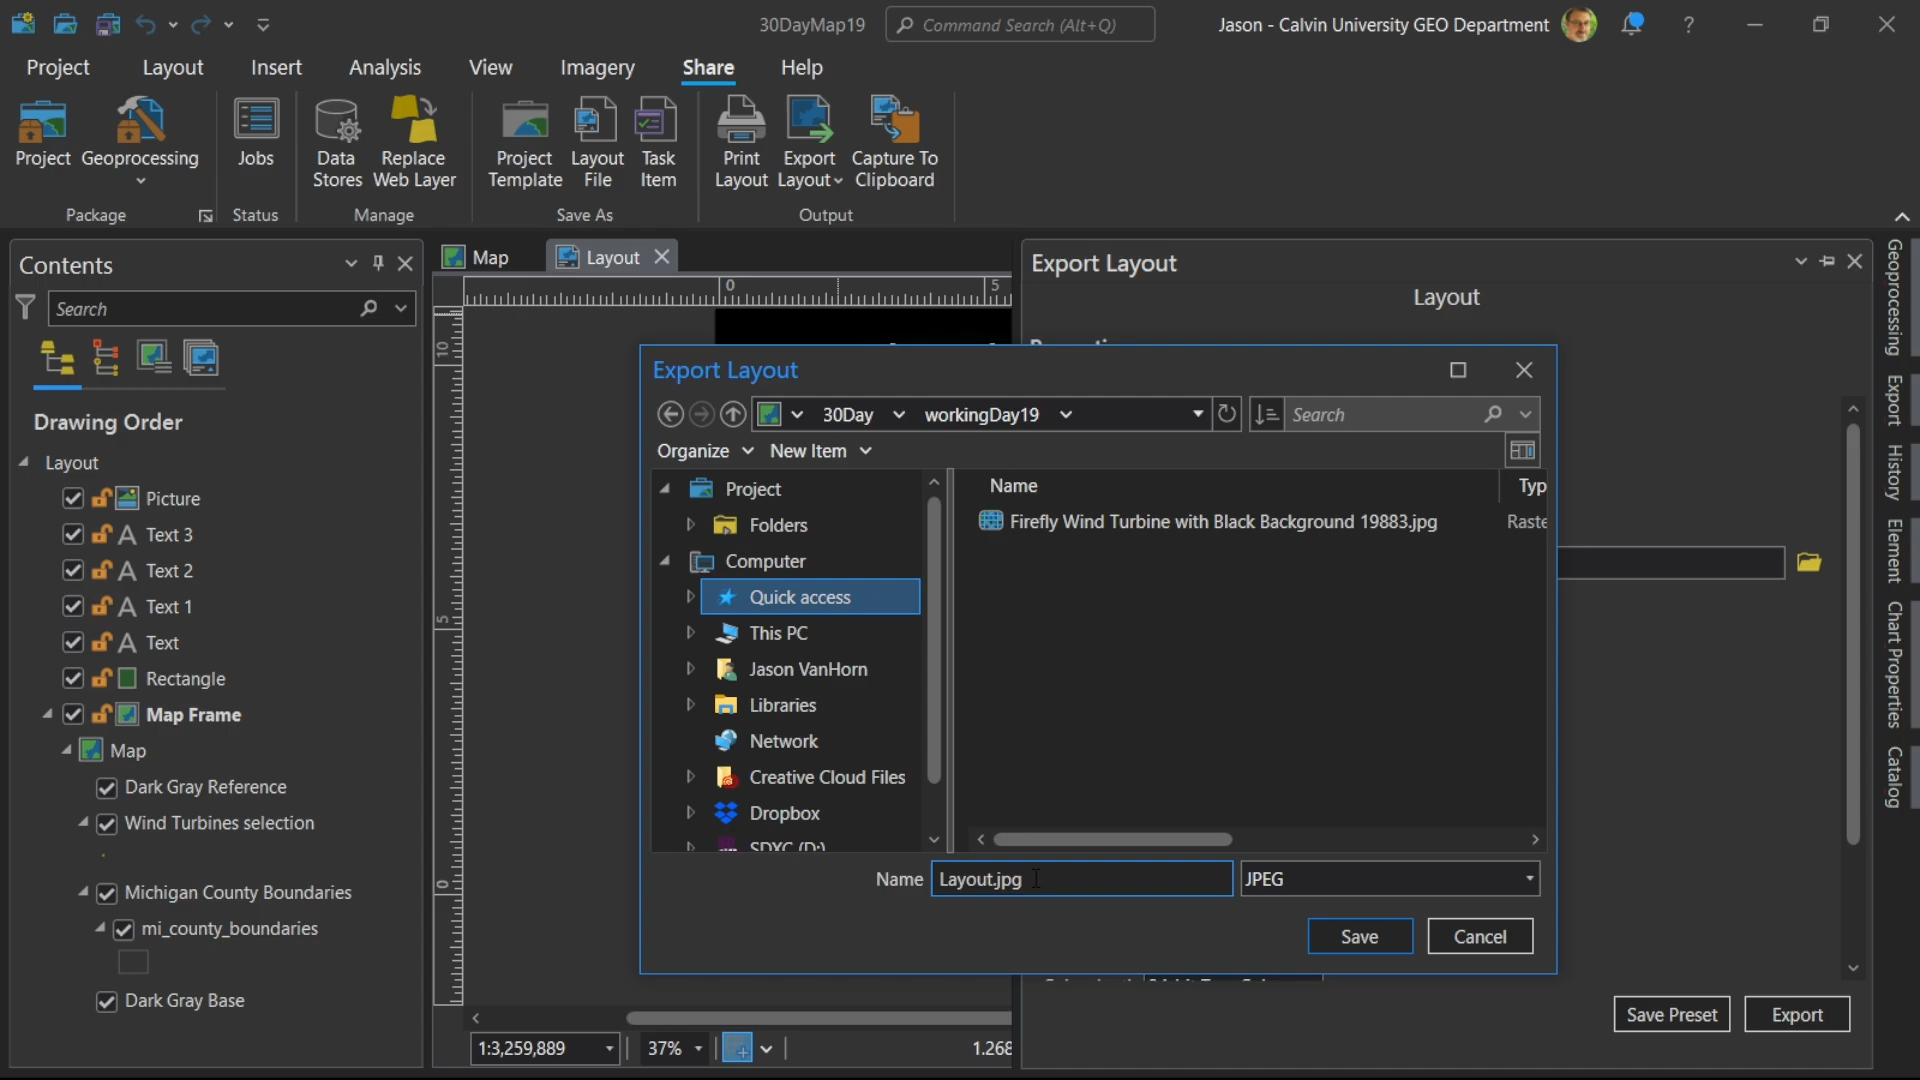 30DayMap19
Command Search (Alt+Q)
Jason - Calvin University GEO Department
?
Project
Layout
Insert
Analysis
View
Imagery
Share
Help
Project
Geoprocessing
Jobs
Data
Stores
Replace
Web Layer
Project
Template
Layout
File
Task
Item
Print
Layout
Export
Layout
Capture To
Clipboard
Package
Status
Manage
Save As
Output
Contents
Search
Drawing Order
Layout
Picture
A Text 3
A Text 2
A Text 1
A Text
Rectangle
Map Frame
Map
Dark Gray Reference
Wind Turbines selection
Michigan County Boundaries
mi_county_boundaries
Dark Gray Base
Map
Layout
0
5
10
5
0
1:3,259,889
37%
1.268
Export Layout
Layout
Export Layout
30Day
workingDay19
Search
Organize
New Item
Project
Folders
Computer
Quick access
This PC
Jason VanHorn
Libraries
Network
Creative Cloud Files
Dropbox
SDXC (D:)
Name
Typ
Firefly Wind Turbine with Black Background 19883.jpg
Raste
Name
Layout.jpg
JPEG
Save
Cancel
Save Preset
Export
Geoprocessing
Export
History
Element
Chart Properties
Catalog